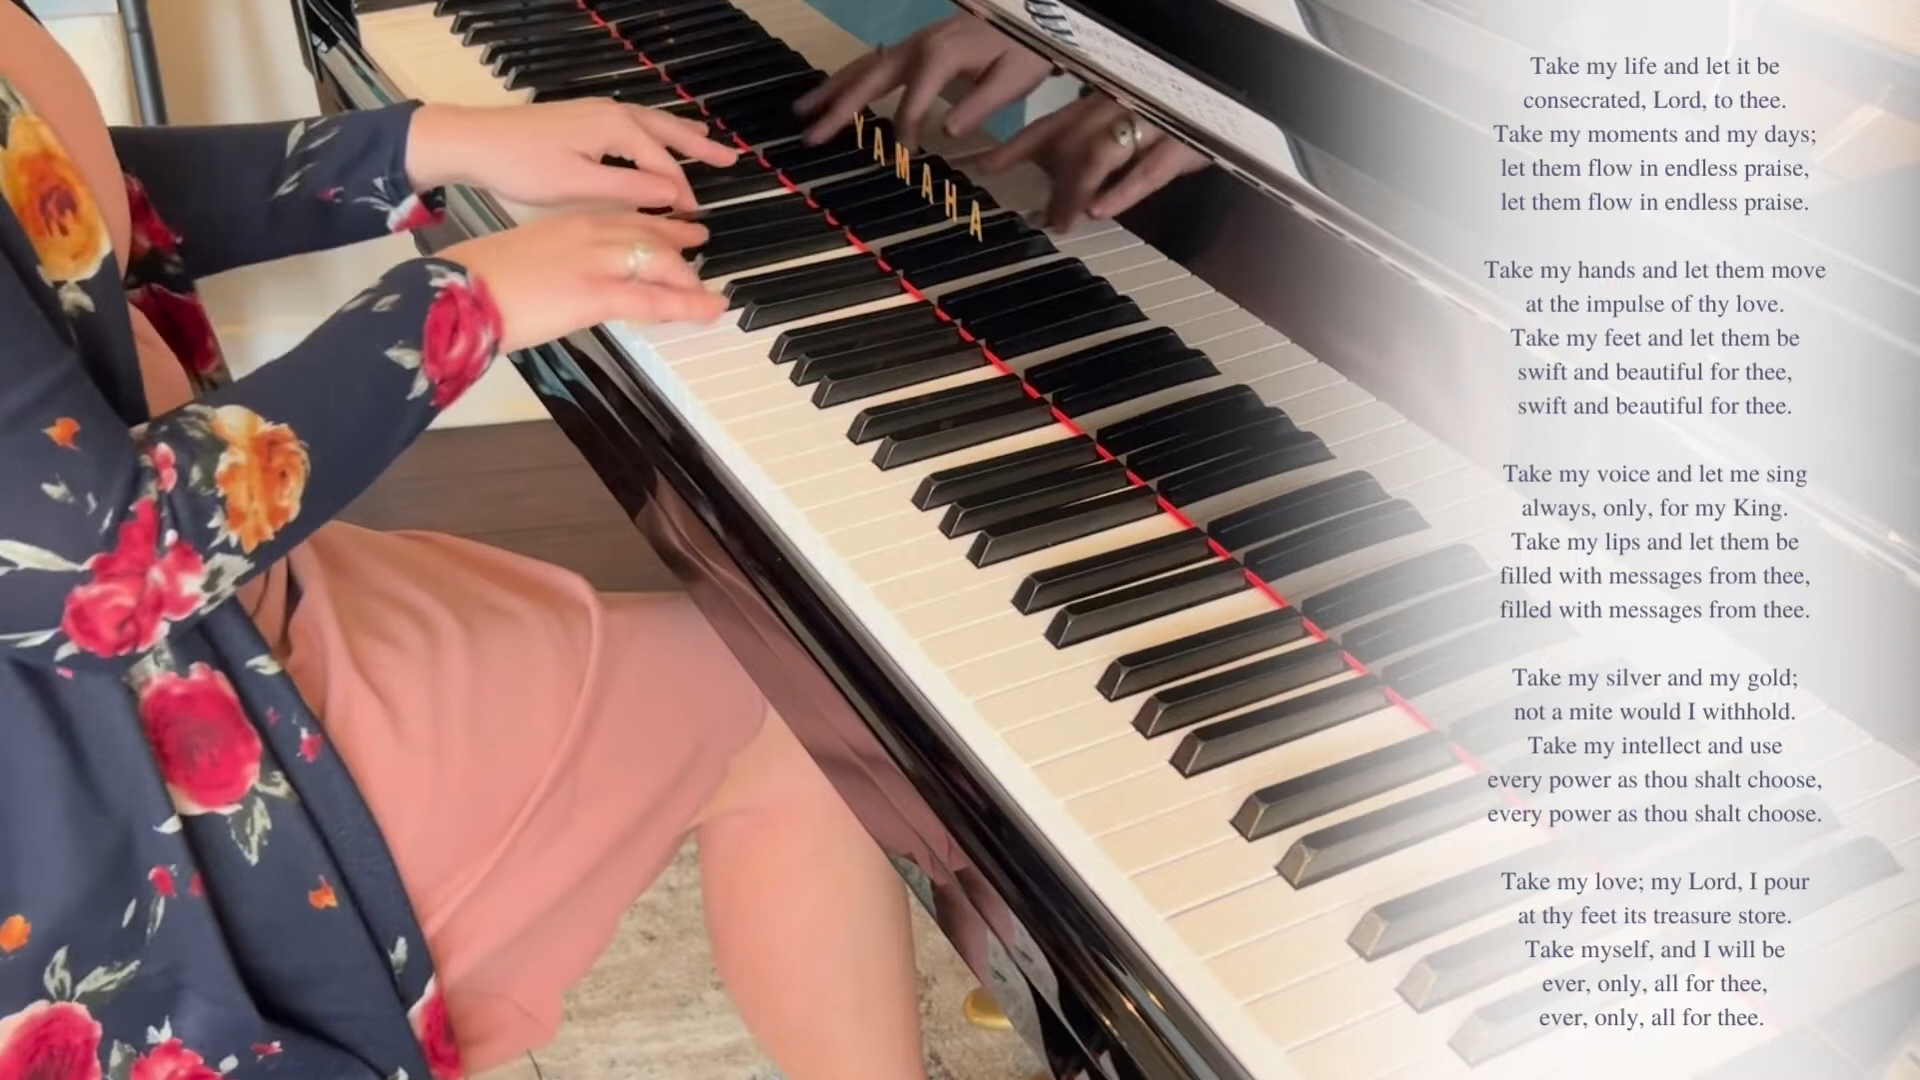 YAMAHA
Take my life and let it be
consecrated, Lord, to thee.
Take my moments and my days;
let them flow in endless praise,
let them flow in endless praise.
Take my hands and let them move
at the impulse of thy love.
Take my feet and let them be
swift and beautiful for thee,
swift and beautiful for thee.
Take my voice and let me sing
always, only, for my King.
Take my lips and let them be
filled with messages from thee,
filled with messages from thee.
Take my silver and my gold;
not a mite would I withhold.
Take my intellect and use
every power as thou shalt choose,
every power as thou shalt choose.
Take my love; my Lord, I pour
at thy feet its treasure store.
Take myself, and I will be
ever, only, all for thee,
ever, only, all for thee.